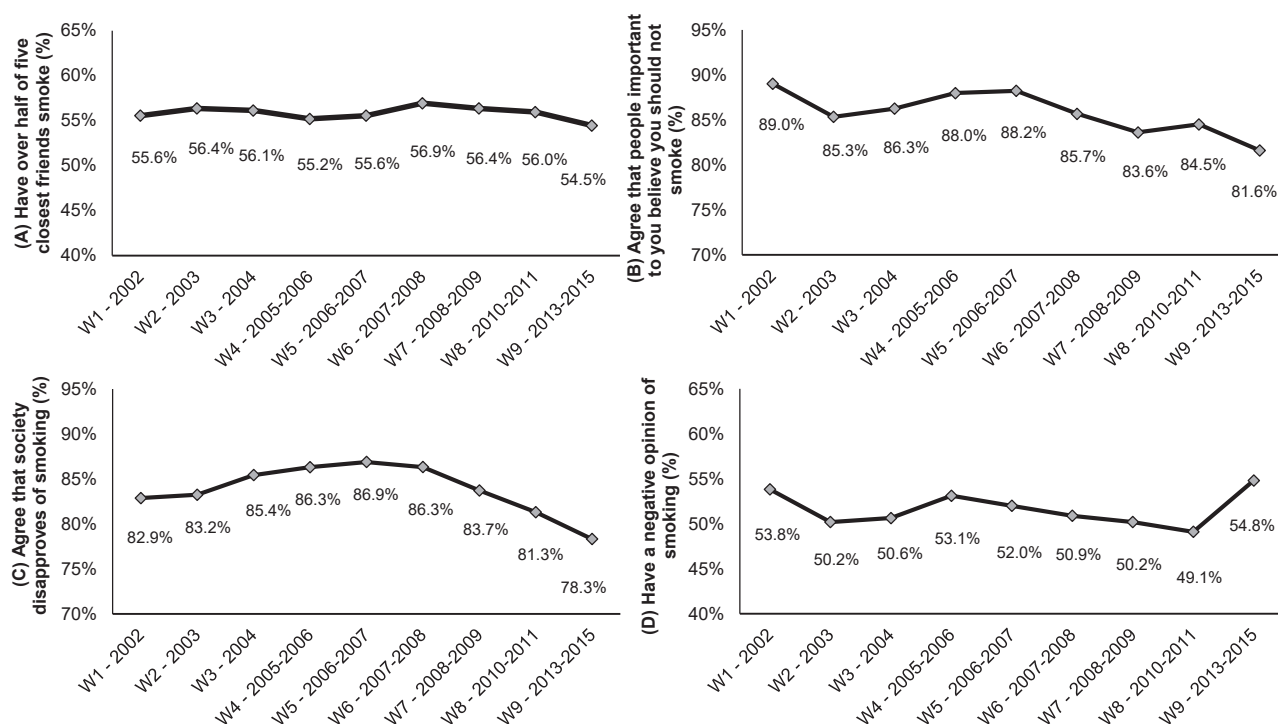 (A) Have over half of five
closest friends smoke (%)
65%
60%
55%
50%
45%
40%
55.6%
56.4%
56.1%
55.2%
55.6%
56.9%
56.4%
56.0%
54.5%
W1 - 2002
W2 - 2003
W3 - 2004
W4 - 2005-2006
W5 - 2006-2007
W6 - 2007-2008
W7 - 2008-2009
W8 - 2010-2011
W9 - 2013-2015
(B) Agree that people important
to you believe you should not
smoke (%)
95%
90%
85%
80%
75%
70%
89.0%
85.3%
86.3%
88.0%
88.2%
85.7%
83.6%
84.5%
81.6%
W1 - 2002
W2 - 2003
W3 - 2004
W4 - 2005-2006
W5 - 2006-2007
W6 - 2007-2008
W7 - 2008-2009
W8 - 2010-2011
W9 - 2013-2015
(C) Agree that society
disapproves of smoking (%)
95%
90%
85%
80%
75%
70%
82.9%
83.2%
85.4%
86.3%
86.9%
86.3%
83.7%
81.3%
78.3%
W1 - 2002
W2 - 2003
W3 - 2004
W4 - 2005-2006
W5 - 2006-2007
W6 - 2007-2008
W7 - 2008-2009
W8 - 2010-2011
W9 - 2013-2015
(D) Have a negative opinion of
smoking (%)
65%
60%
55%
50%
45%
40%
53.8%
50.2%
50.6%
53.1%
52.0%
50.9%
50.2%
49.1%
54.8%
W1 - 2002
W2 - 2003
W3 - 2004
W4 - 2005-2006
W5 - 2006-2007
W6 - 2007-2008
W7 - 2008-2009
W8 - 2010-2011
W9 - 2013-2015